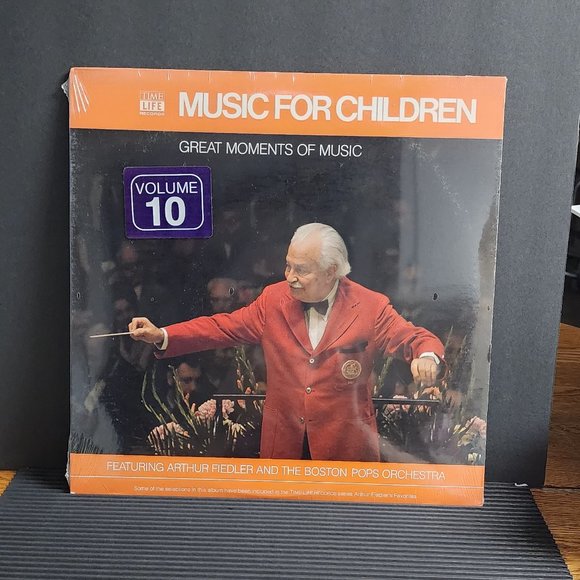 TIME
LIFE
RECORDS
MUSIC FOR CHILDREN
GREAT MOMENTS OF MUSIC
VOLUME
10
FEATURING ARTHUR FIEDLER AND THE BOSTON POPS ORCHESTRA
Some of the selections in this album have been included in the TIME-LIFE RECORDS series Arthur Fiedler's Favorites